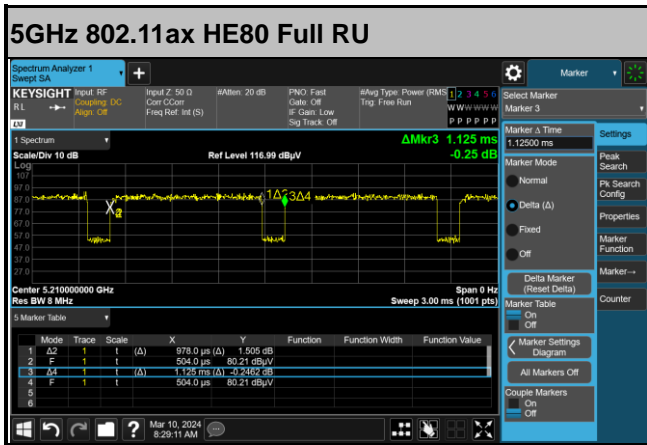 5GHz 802.11ax HE80 Full RU
Spectrum Analyzer 1
Swept SA
Marker
KEYSIGHT
RL
LXI
Input: RF
Coupling: DC
Align: Off
Input Z: 50 Ω
Corr CCorr
Freq Ref: Int (S)
#Atten: 20 dB
PNO: Fast
Gate: Off
IF Gain: Low
Sig Track: Off
#Avg Type: Power (RMS
Trig: Free Run
1 2 3 4 5 6
W W W W W W
P P P P P P
Select Marker
Marker 3
1 Spectrum
ΔMkr3 1.125 ms
-0.25 dB
Scale/Div 10 dB
Ref Level 116.99 dBµV
Log
107
97.0
87.0
77.0
67.0
57.0
47.0
37.0
27.0
1Δ2 3Δ4
Center 5.210000000 GHz
Span 0 Hz
Res BW 8 MHz
Sweep 3.00 ms (1001 pts)
5 Marker Table
Mode Trace Scale X Y Function Function Width Function Value
1 Δ2 1 t (Δ) 978.0 µs (Δ) 1.505 dB
2 F 1 t 504.0 µs 80.21 dBµV
3 Δ4 1 t (Δ) 1.125 ms (Δ) -0.2462 dB
4 F 1 t 504.0 µs 80.21 dBµV
5
6
Marker Δ Time
1.12500 ms
Marker Mode
Normal
Delta (Δ)
Fixed
Off
Delta Marker
(Reset Delta)
Marker Table
On
Off
Marker Settings
Diagram
All Markers Off
Couple Markers
On
Off
Settings
Peak
Search
Pk Search
Config
Properties
Marker
Function
Marker→
Counter
?
Mar 10, 2024
8:29:11 AM